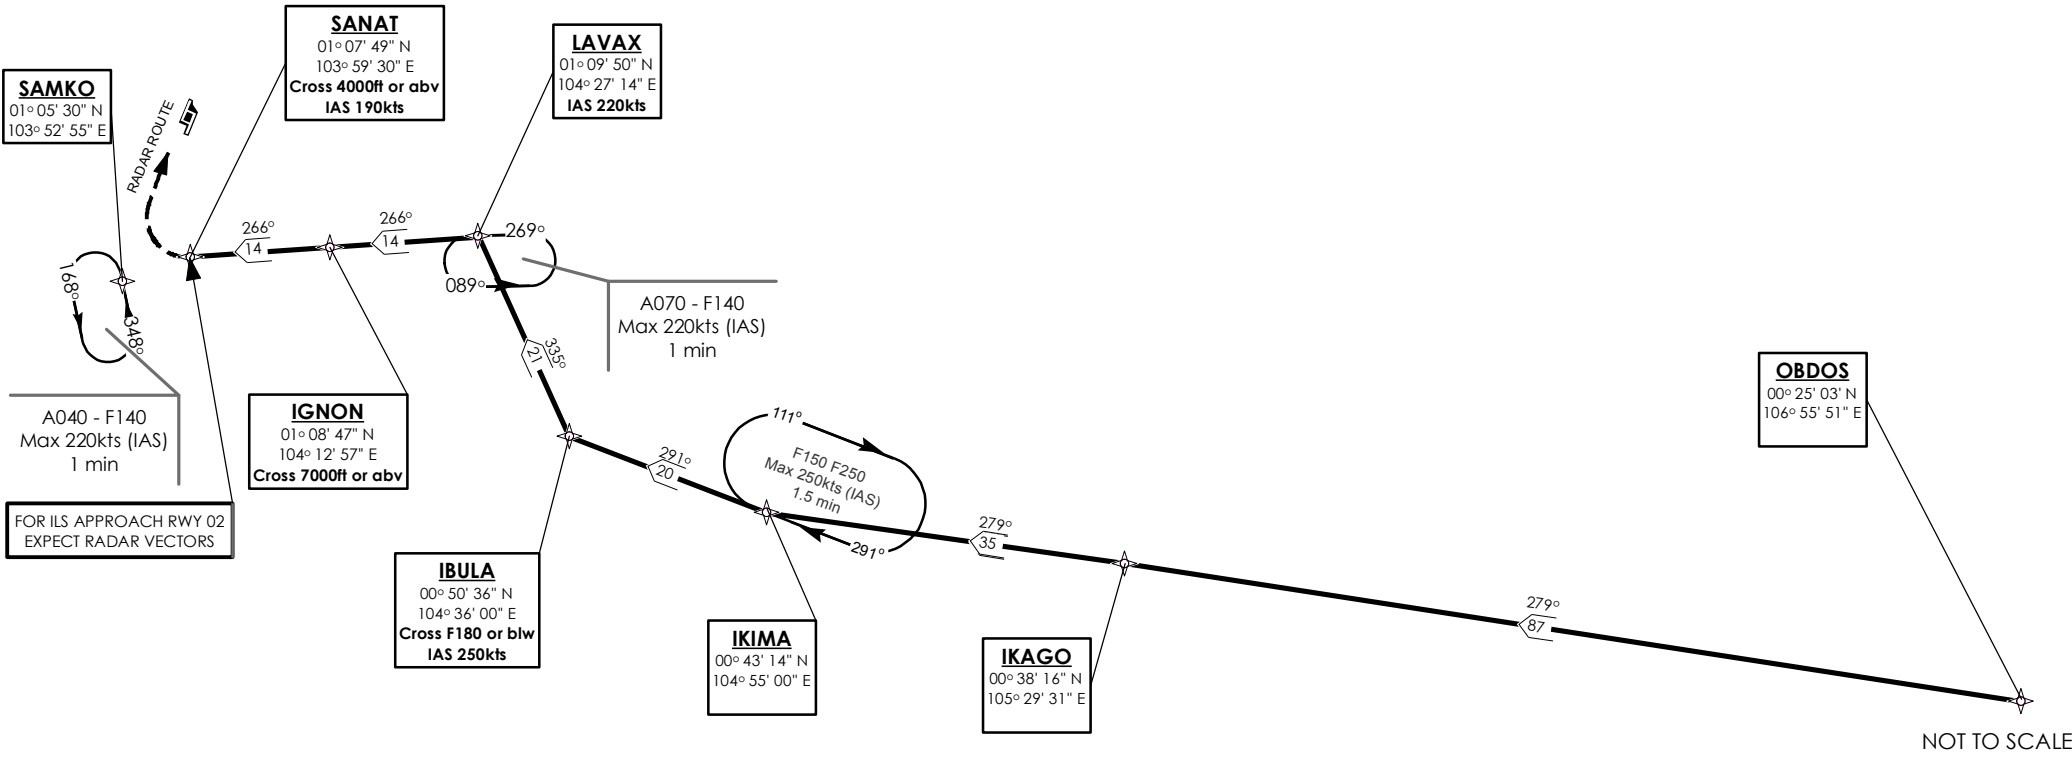 SANAT
01° 07' 49" N
103° 59' 30" E
Cross 4000ft or abv
IAS 190kts
LAVAX
01° 09' 50" N
104° 27' 14" E
IAS 220kts
SAMKO
01° 05' 30" N
103° 52' 55" E
RADAR ROUTE
266°
14
266°
14
269°
089°
168°
348°
A070 - F140
Max 220kts (IAS)
1 min
335°
21
A040 - F140
Max 220kts (IAS)
1 min
IGNON
01° 08' 47" N
104° 12' 57" E
Cross 7000ft or abv
FOR ILS APPROACH RWY 02
EXPECT RADAR VECTORS
291°
20
111°
F150 F250
Max 250kts (IAS)
1.5 min
291°
279°
35
OBDOS
00° 25' 03' N
106° 55' 51" E
IBULA
00° 50' 36" N
104° 36' 00" E
Cross F180 or blw
IAS 250kts
IKIMA
00° 43' 14" N
104° 55' 00" E
IKAGO
00° 38' 16" N
105° 29' 31" E
279°
87
NOT TO SCALE